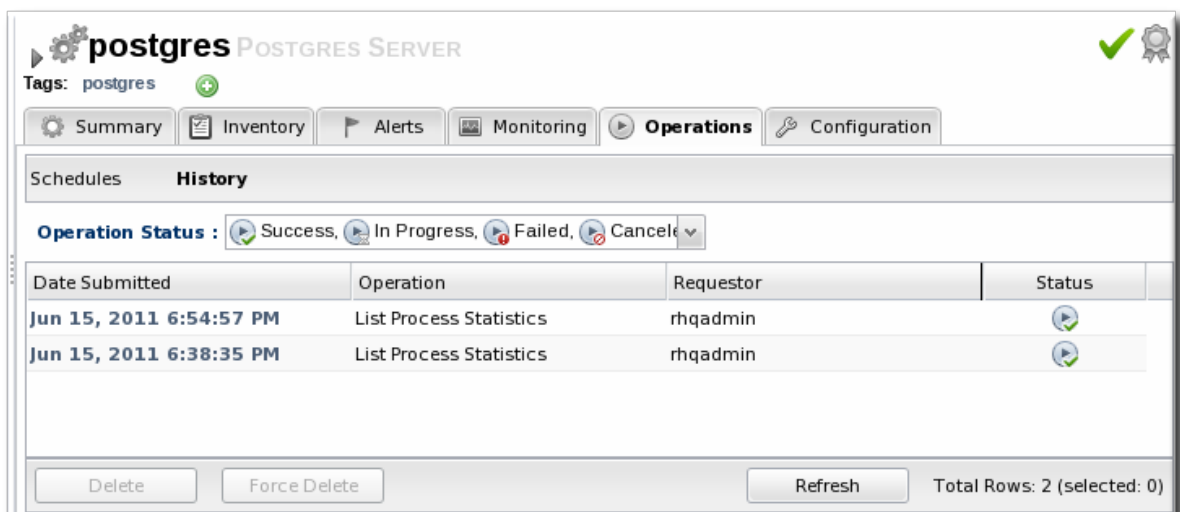 postgres POSTGRES SERVER
Tags: postgres
Summary Inventory Alerts Monitoring Operations Configuration
Schedules History
Operation Status : Success, In Progress, Failed, Cancele
Date Submitted Operation Requestor Status
Jun 15, 2011 6:54:57 PM List Process Statistics rhqadmin
Jun 15, 2011 6:38:35 PM List Process Statistics rhqadmin
Delete Force Delete Refresh Total Rows: 2 (selected: 0)